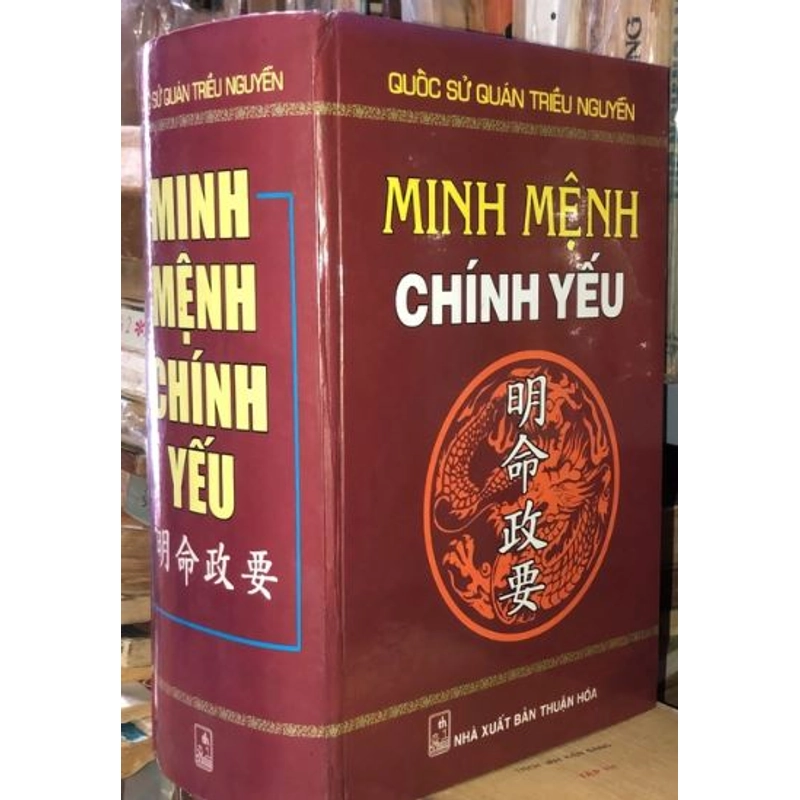 SỬ QUÁN TRIỀU NGUYỄN
MINH
MỆNH
CHÍNH
YẾU
明命政要
QUỐC SỬ QUÁN TRIỀU NGUYỄN
MINH MỆNH
CHÍNH YẾU
明
命
政
要
NHÀ XUẤT BẢN THUẬN HÓA